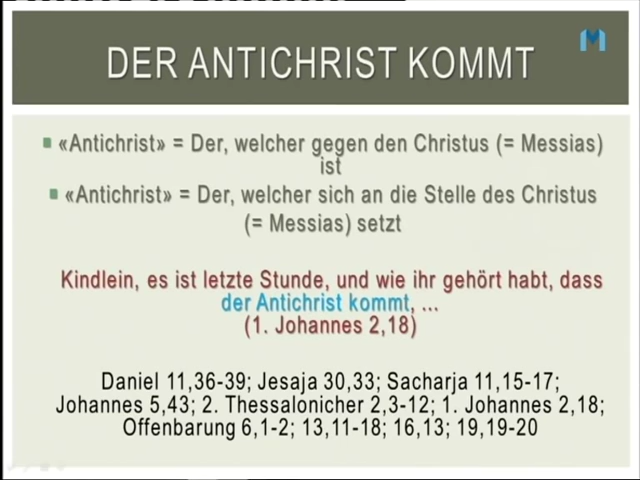 DER ANTICHRIST KOMMT
«Antichrist» = Der, welcher gegen den Christus (= Messias)
ist
«Antichrist» = Der, welcher sich an die Stelle des Christus
(= Messias) setzt
Kindlein, es ist letzte Stunde, und wie ihr gehört habt, dass
der Antichrist kommt, ...
(1. Johannes 2,18)
Daniel 11,36-39; Jesaja 30,33; Sacharja 11,15-17;
Johannes 5,43; 2. Thessalonicher 2,3-12; 1. Johannes 2,18;
Offenbarung 6,1-2; 13,11-18; 16,13; 19,19-20